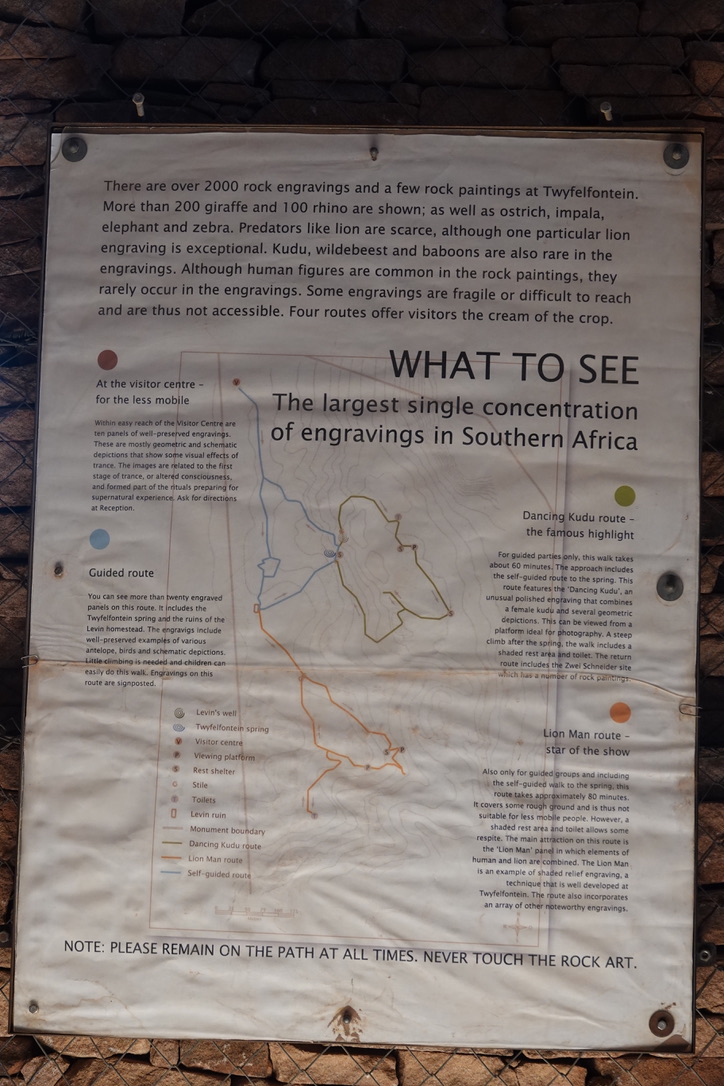 There are over 2000 rock engravings and a few rock paintings at Twyfelfontein.
More than 200 giraffe and 100 rhino are shown; as well as ostrich, impala,
elephant and zebra. Predators like lion are scarce, although one particular lion
engraving is exceptional. Kudu, wildebeest and baboons are also rare in the
engravings. Although human figures are common in the rock paintings, they
rarely occur in the engravings. Some engravings are fragile or difficult to reach
and are thus not accessible. Four routes offer visitors the cream of the crop.
WHAT TO SEE
The largest single concentration
of engravings in Southern Africa
At the visitor centre –
for the less mobile
Within easy reach of the Visitor Centre are
ten panels of well-preserved engravings.
These are mostly geometric and schematic
depictions that show some visual effects of
trance. The images are related to the first
stage of trance, or altered consciousness,
and formed part of the rituals preparing for
supernatural experience. Ask for directions
at Reception.
Guided route
You can see more than twenty engraved
panels on this route. It includes the
Twyfelfontein spring and the ruins of the
Levin homestead. The engravigs include
well-preserved examples of various
antelope, birds and schematic depictions.
Little climbing is needed and children can
easily do this walk. Engravings on this
route are signposted.
Dancing Kudu route –
the famous highlight
For guided parties only, this walk takes
about 60 minutes. The approach includes
the self-guided route to the spring. This
route features the 'Dancing Kudu', an
unusual polished engraving that combines
a female kudu and several geometric
depictions. This can be viewed from a
platform ideal for photography. A steep
climb after the spring, the walk includes a
shaded rest area and toilet. The return
route includes the Zwei Schneider site
which has a number of rock paintings.
Lion Man route –
star of the show
Also only for guided groups and including
the self-guided walk to the spring, this
route takes approximately 80 minutes.
It covers some rough ground and is thus not
suitable for less mobile people. However, a
shaded rest area and toilet allows some
respite. The main attraction on this route is
the 'Lion Man' panel in which elements of
human and lion are combined. The Lion Man
is an example of shaded relief engraving, a
technique that is well developed at
Twyfelfontein. The route also incorporates
an array of other noteworthy engravings.
Levin's well
Twyfelfontein spring
V Visitor centre
P Viewing platform
S Rest shelter
Stile
Toilets
Levin ruin
Monument boundary
Dancing Kudu route
Lion Man route
Self-guided route
NOTE: PLEASE REMAIN ON THE PATH AT ALL TIMES. NEVER TOUCH THE ROCK ART.